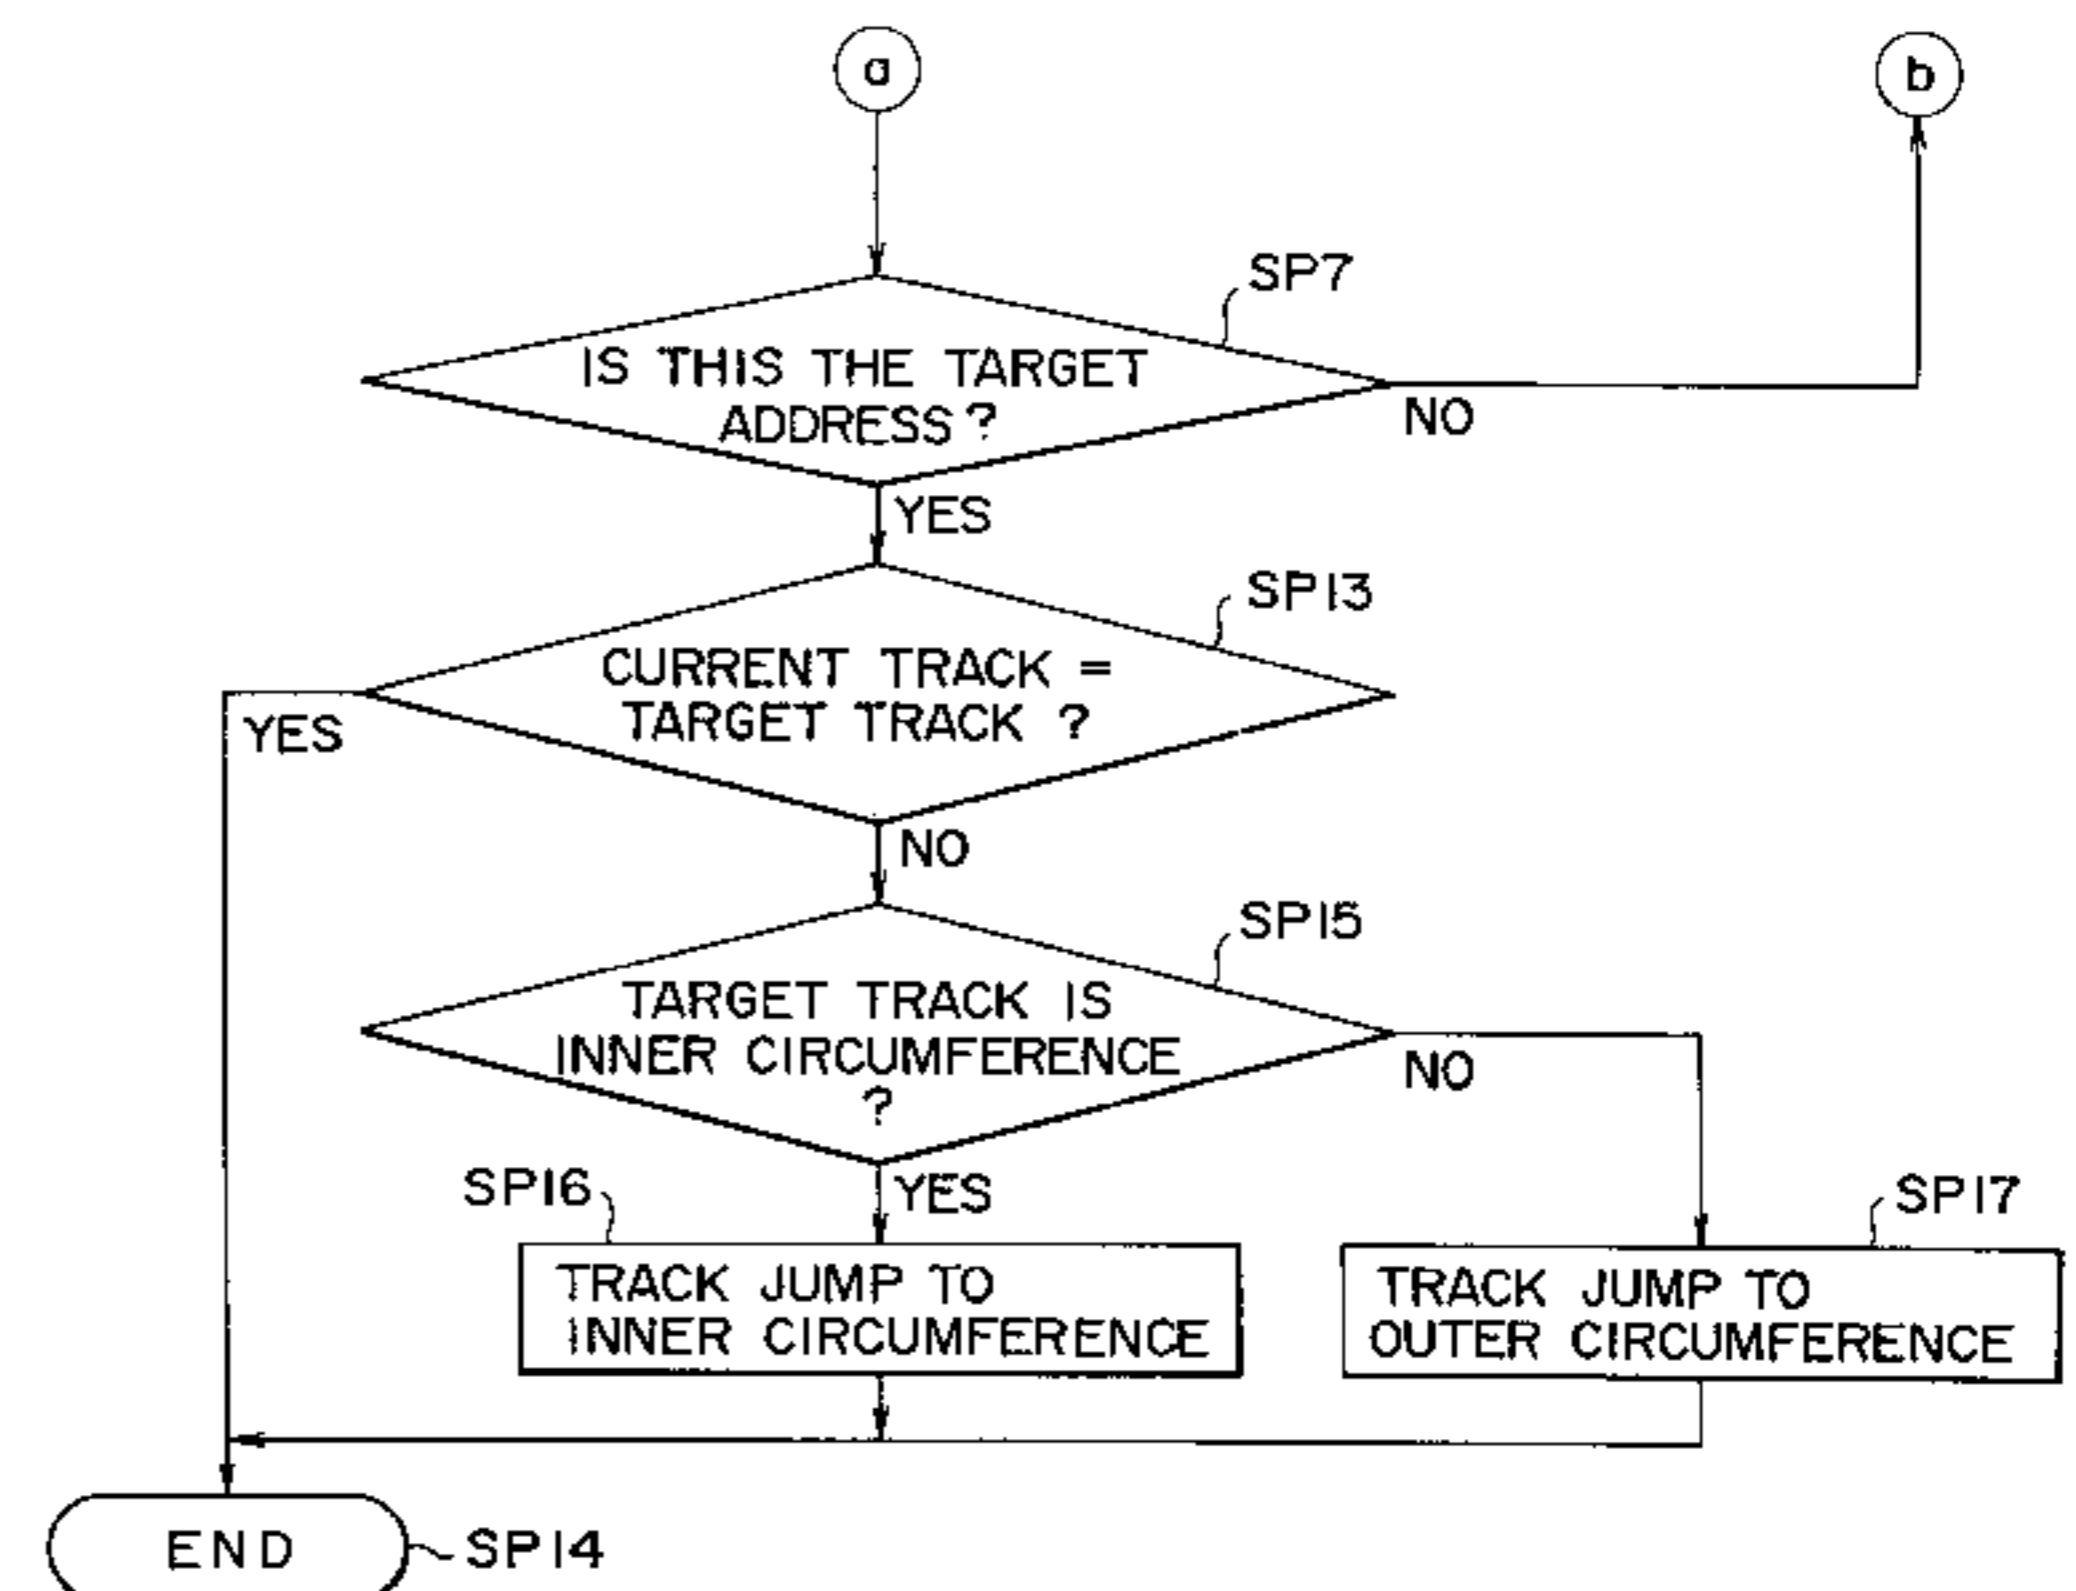 a
b
SP7
IS THIS THE TARGET
ADDRESS?
NO
YES
SP13
CURRENT TRACK =
TARGET TRACK ?
YES
NO
SP15
TARGET TRACK IS
INNER CIRCUMFERENCE
?
NO
YES
SP16
SP17
TRACK JUMP TO
INNER CIRCUMFERENCE
TRACK JUMP TO
OUTER CIRCUMFERENCE
END
SP14